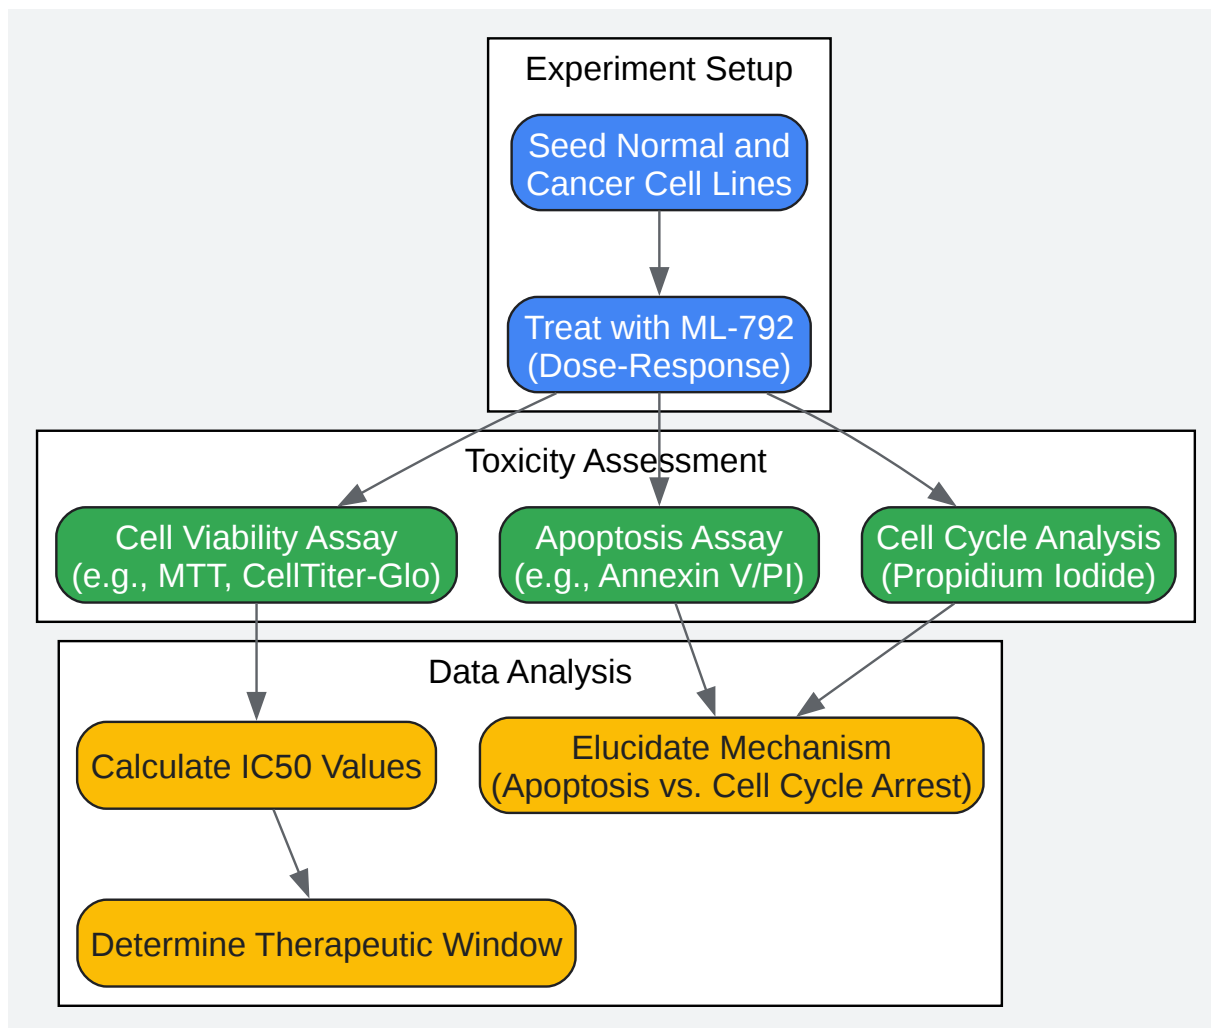 Experiment Setup
Seed Normal and
Cancer Cell Lines
Treat with ML-792
(Dose-Response)
Toxicity Assessment
Cell Viability Assay
(e.g., MTT, CellTiter-Glo)
Apoptosis Assay
(e.g., Annexin V/PI)
Cell Cycle Analysis
(Propidium Iodide)
Data Analysis
Calculate IC50 Values
Elucidate Mechanism
(Apoptosis vs. Cell Cycle Arrest)
Determine Therapeutic Window